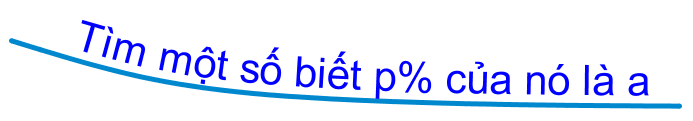 Tìm một số biết p% của nó là a